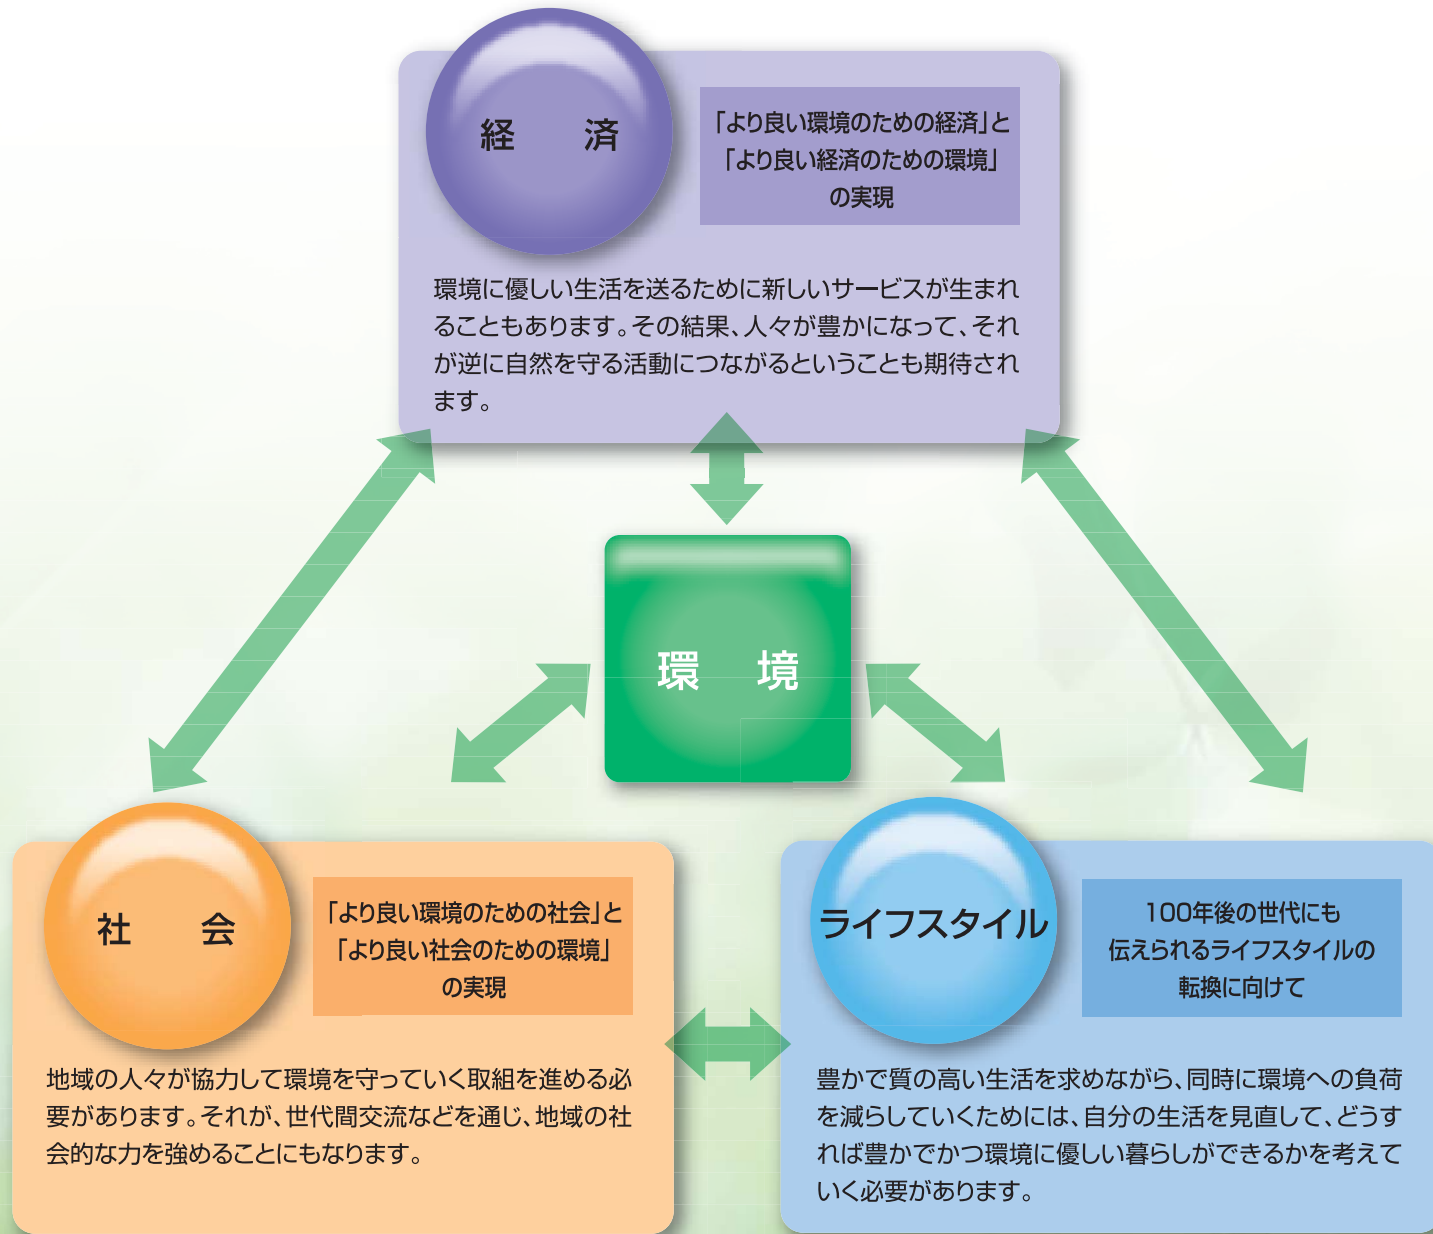 経　済
「より良い環境のための経済」と
「より良い経済のための環境」
の実現
環境に優しい生活を送るために新しいサービスが生まれ
ることもあります。その結果、人々が豊かになって、それ
が逆に自然を守る活動につながるということも期待され
ます。
環　境
社　会
「より良い環境のための社会」と
「より良い社会のための環境」
の実現
地域の人々が協力して環境を守っていく取組を進める必
要があります。それが、世代間交流などを通じ、地域の社
会的な力を強めることにもなります。
ライフスタイル
100年後の世代にも
伝えられるライフスタイルの
転換に向けて
豊かで質の高い生活を求めながら、同時に環境への負荷
を減らしていくためには、自分の生活を見直して、どうす
れば豊かでかつ環境に優しい暮らしができるかを考えて
いく必要があります。